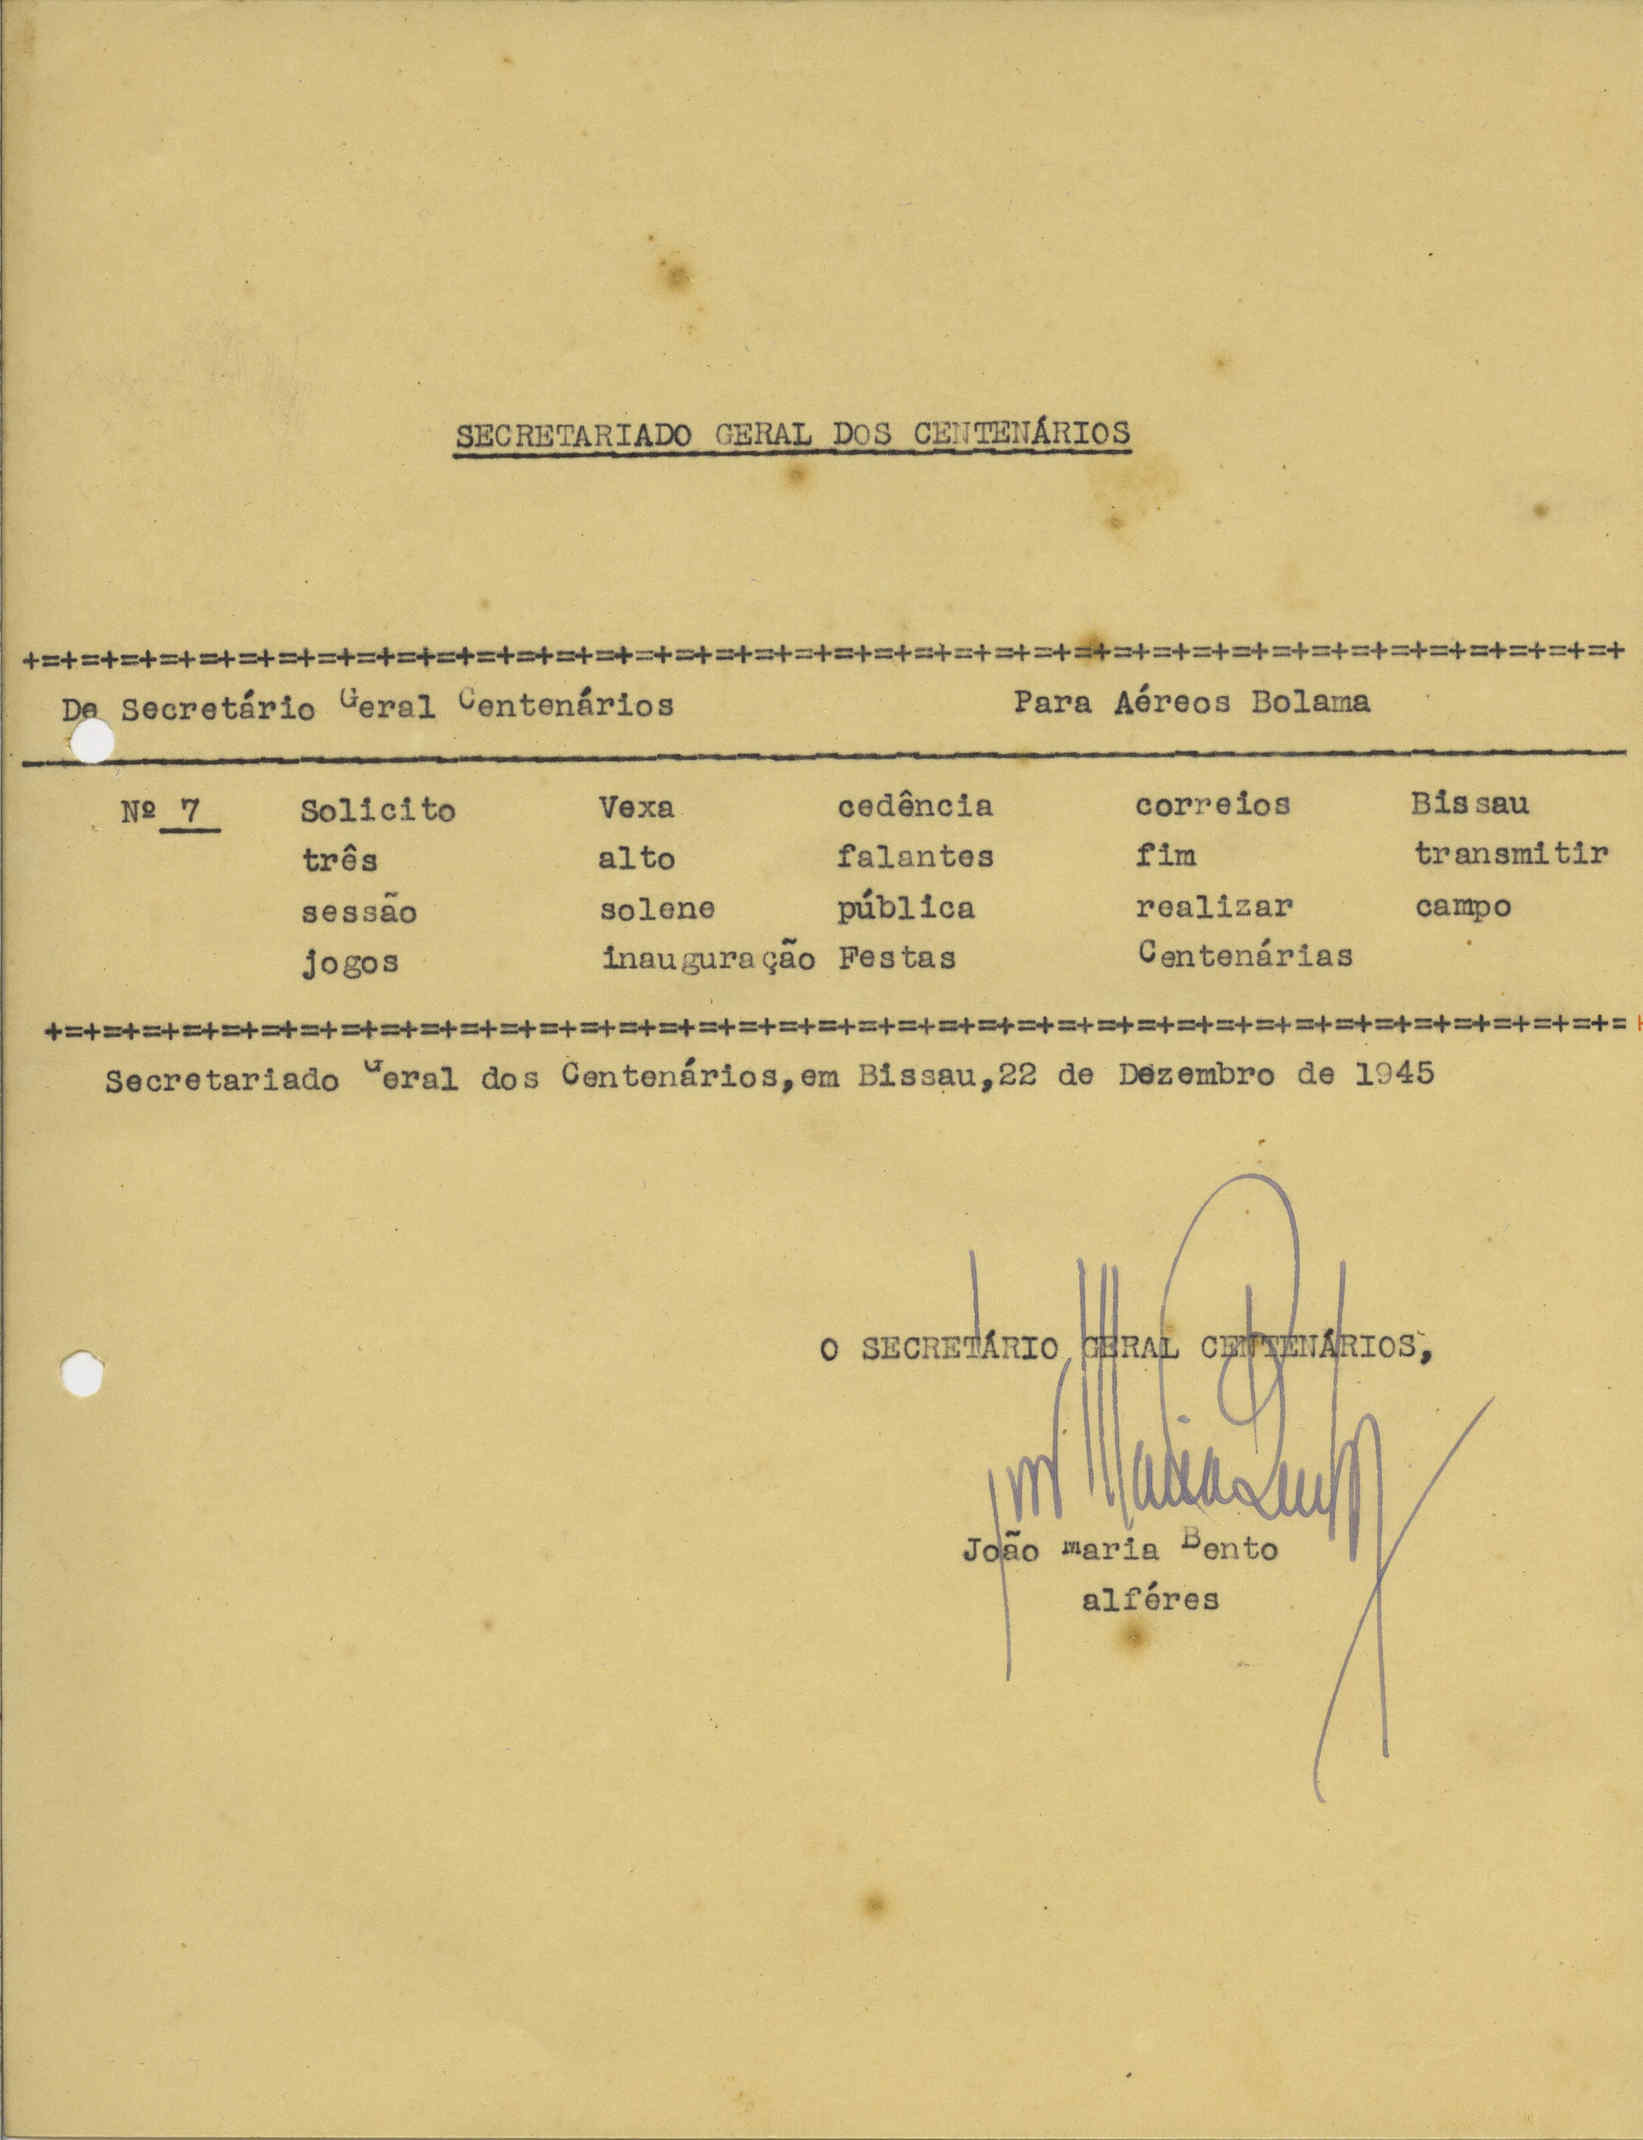 SECRETARIADO GERAL DOS CENTENÁRIOS
+=+=+=+=+=+=+=+=+=+=+=+=+=+=+=+=+=+=+=+=+=+=+=+=+=+=+=+=+=+=+=+=+=+=+=+=+=+=+=+=+
De Secretário Geral Centenários Para Aéreos Bolama
Nº 7 Solicito Vexa cedência correios Bissau
três alto falantes fim transmitir
sessão solene pública realizar campo
jogos inauguração Festas Centenárias
+=+=+=+=+=+=+=+=+=+=+=+=+=+=+=+=+=+=+=+=+=+=+=+=+=+=+=+=+=+=+=+=+=+=+=+=+=+=+=+=+
Secretariado Geral dos Centenários,em Bissau,22 de Dezembro de 1945
O SECRETÁRIO GERAL CENTENÁRIOS,
João maria Bento
alféres